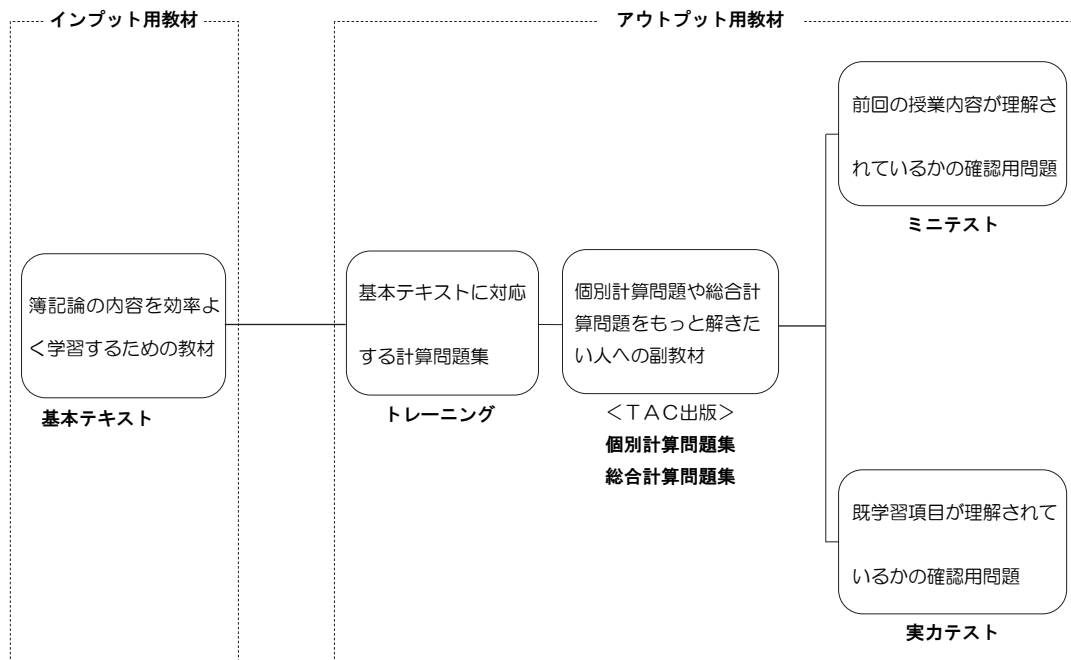 インプット用教材
アウトプット用教材
前回の授業内容が理解さ
れているかの確認用問題
ミニテスト
簿記論の内容を効率よ
く学習するための教材
基本テキスト
基本テキストに対応
する計算問題集
トレーニング
個別計算問題や総合計
算問題をもっと解きた
い人への副教材
＜ＴＡＣ出版＞
個別計算問題集
総合計算問題集
既学習項目が理解されて
いるかの確認用問題
実力テスト